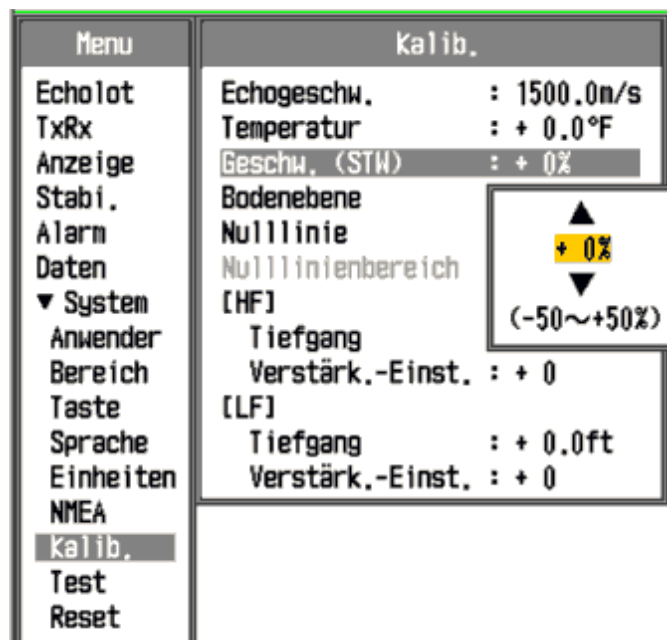 Menu
Echolot
TxRx
Anzeige
Stabi.
Alarm
Daten
▼ System
Anwender
Bereich
Taste
Sprache
Einheiten
NMEA
Kalib.
Test
Reset
Kalib.
Echogeschw. : 1500.0m/s
Temperatur : + 0.0°F
Geschw. (STW) : + 0%
Bodenebene
Nulllinie
Nulllinienbereich
[HF]
Tiefgang
Verstärk.-Einst. : + 0
[LF]
Tiefgang : + 0.0ft
Verstärk.-Einst. : + 0
▲
+ 0%
▼
(-50～+50%)